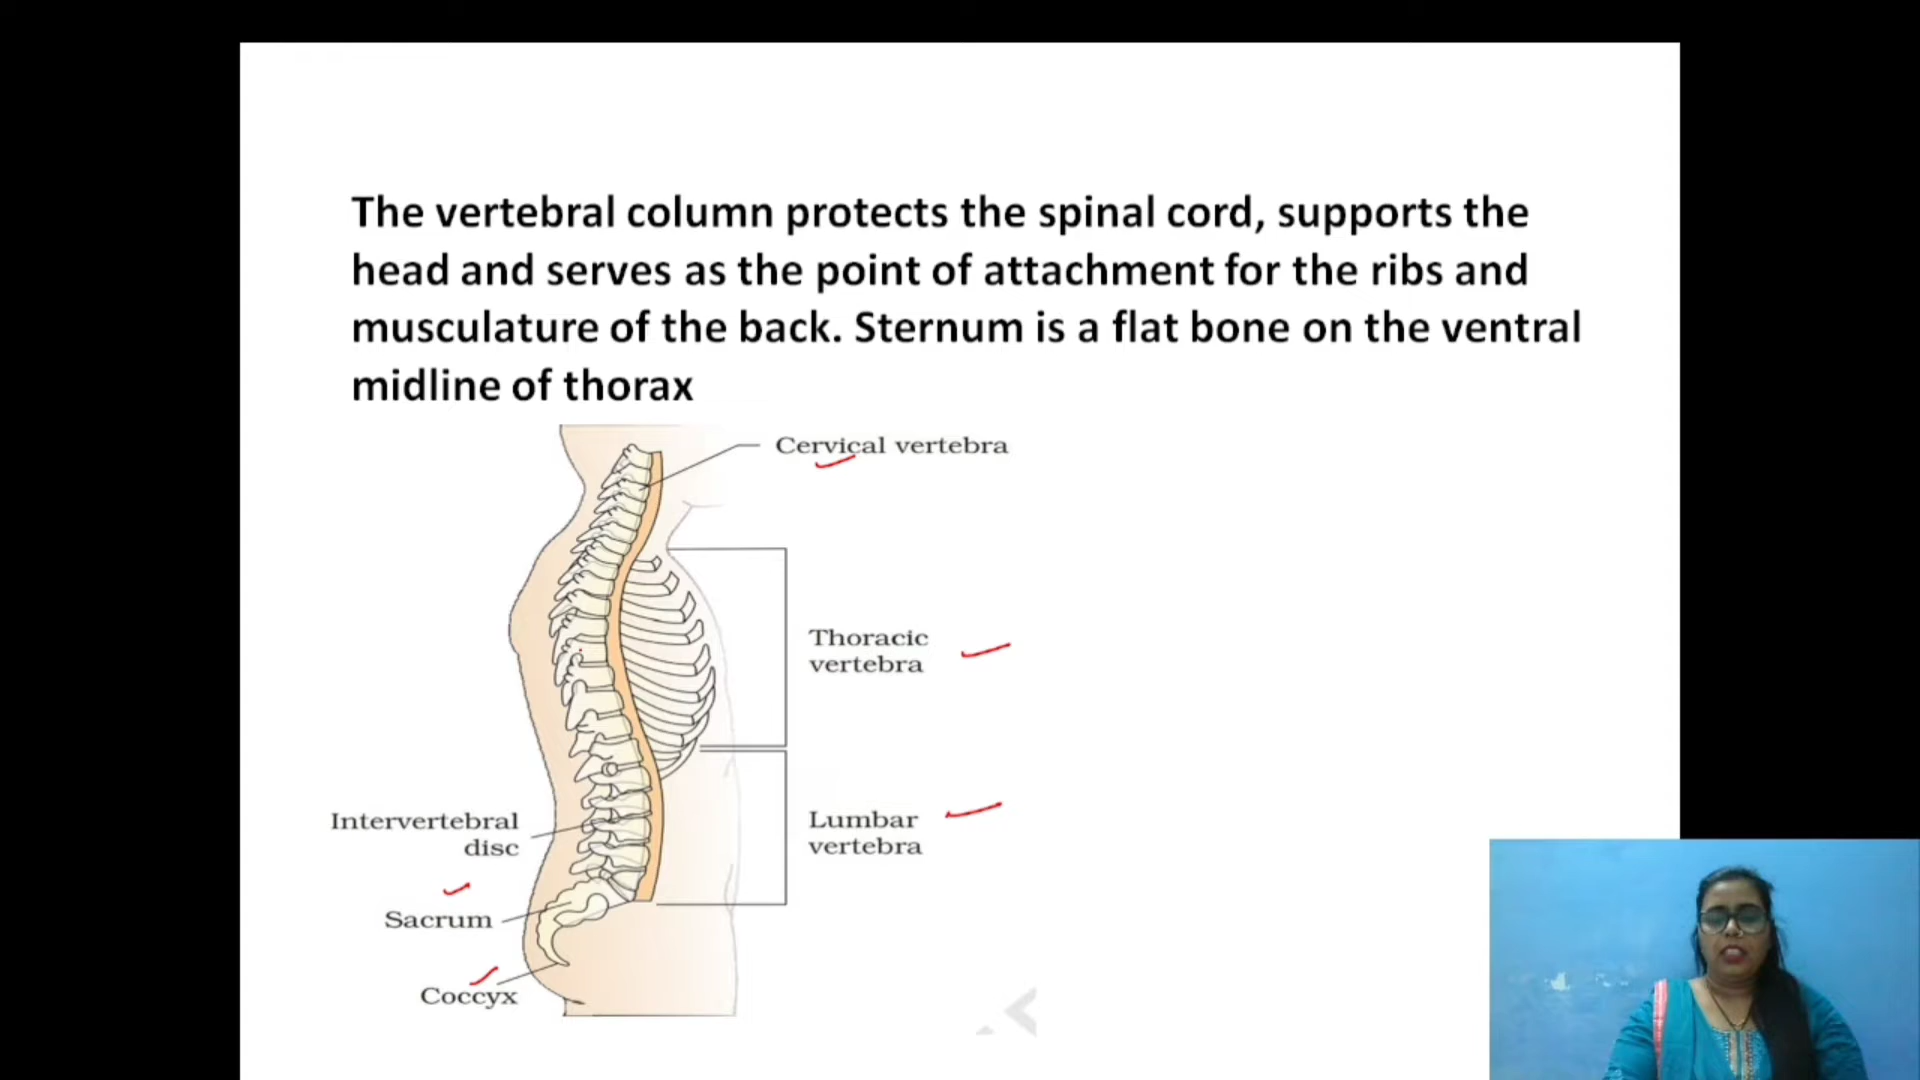 The vertebral column protects the spinal cord, supports the
head and serves as the point of attachment for the ribs and
musculature of the back. Sternum is a flat bone on the ventral
midline of thorax
Cervical vertebra
Thoracic
vertebra
Lumbar
vertebra
Intervertebral
disc
Sacrum
Coccyx